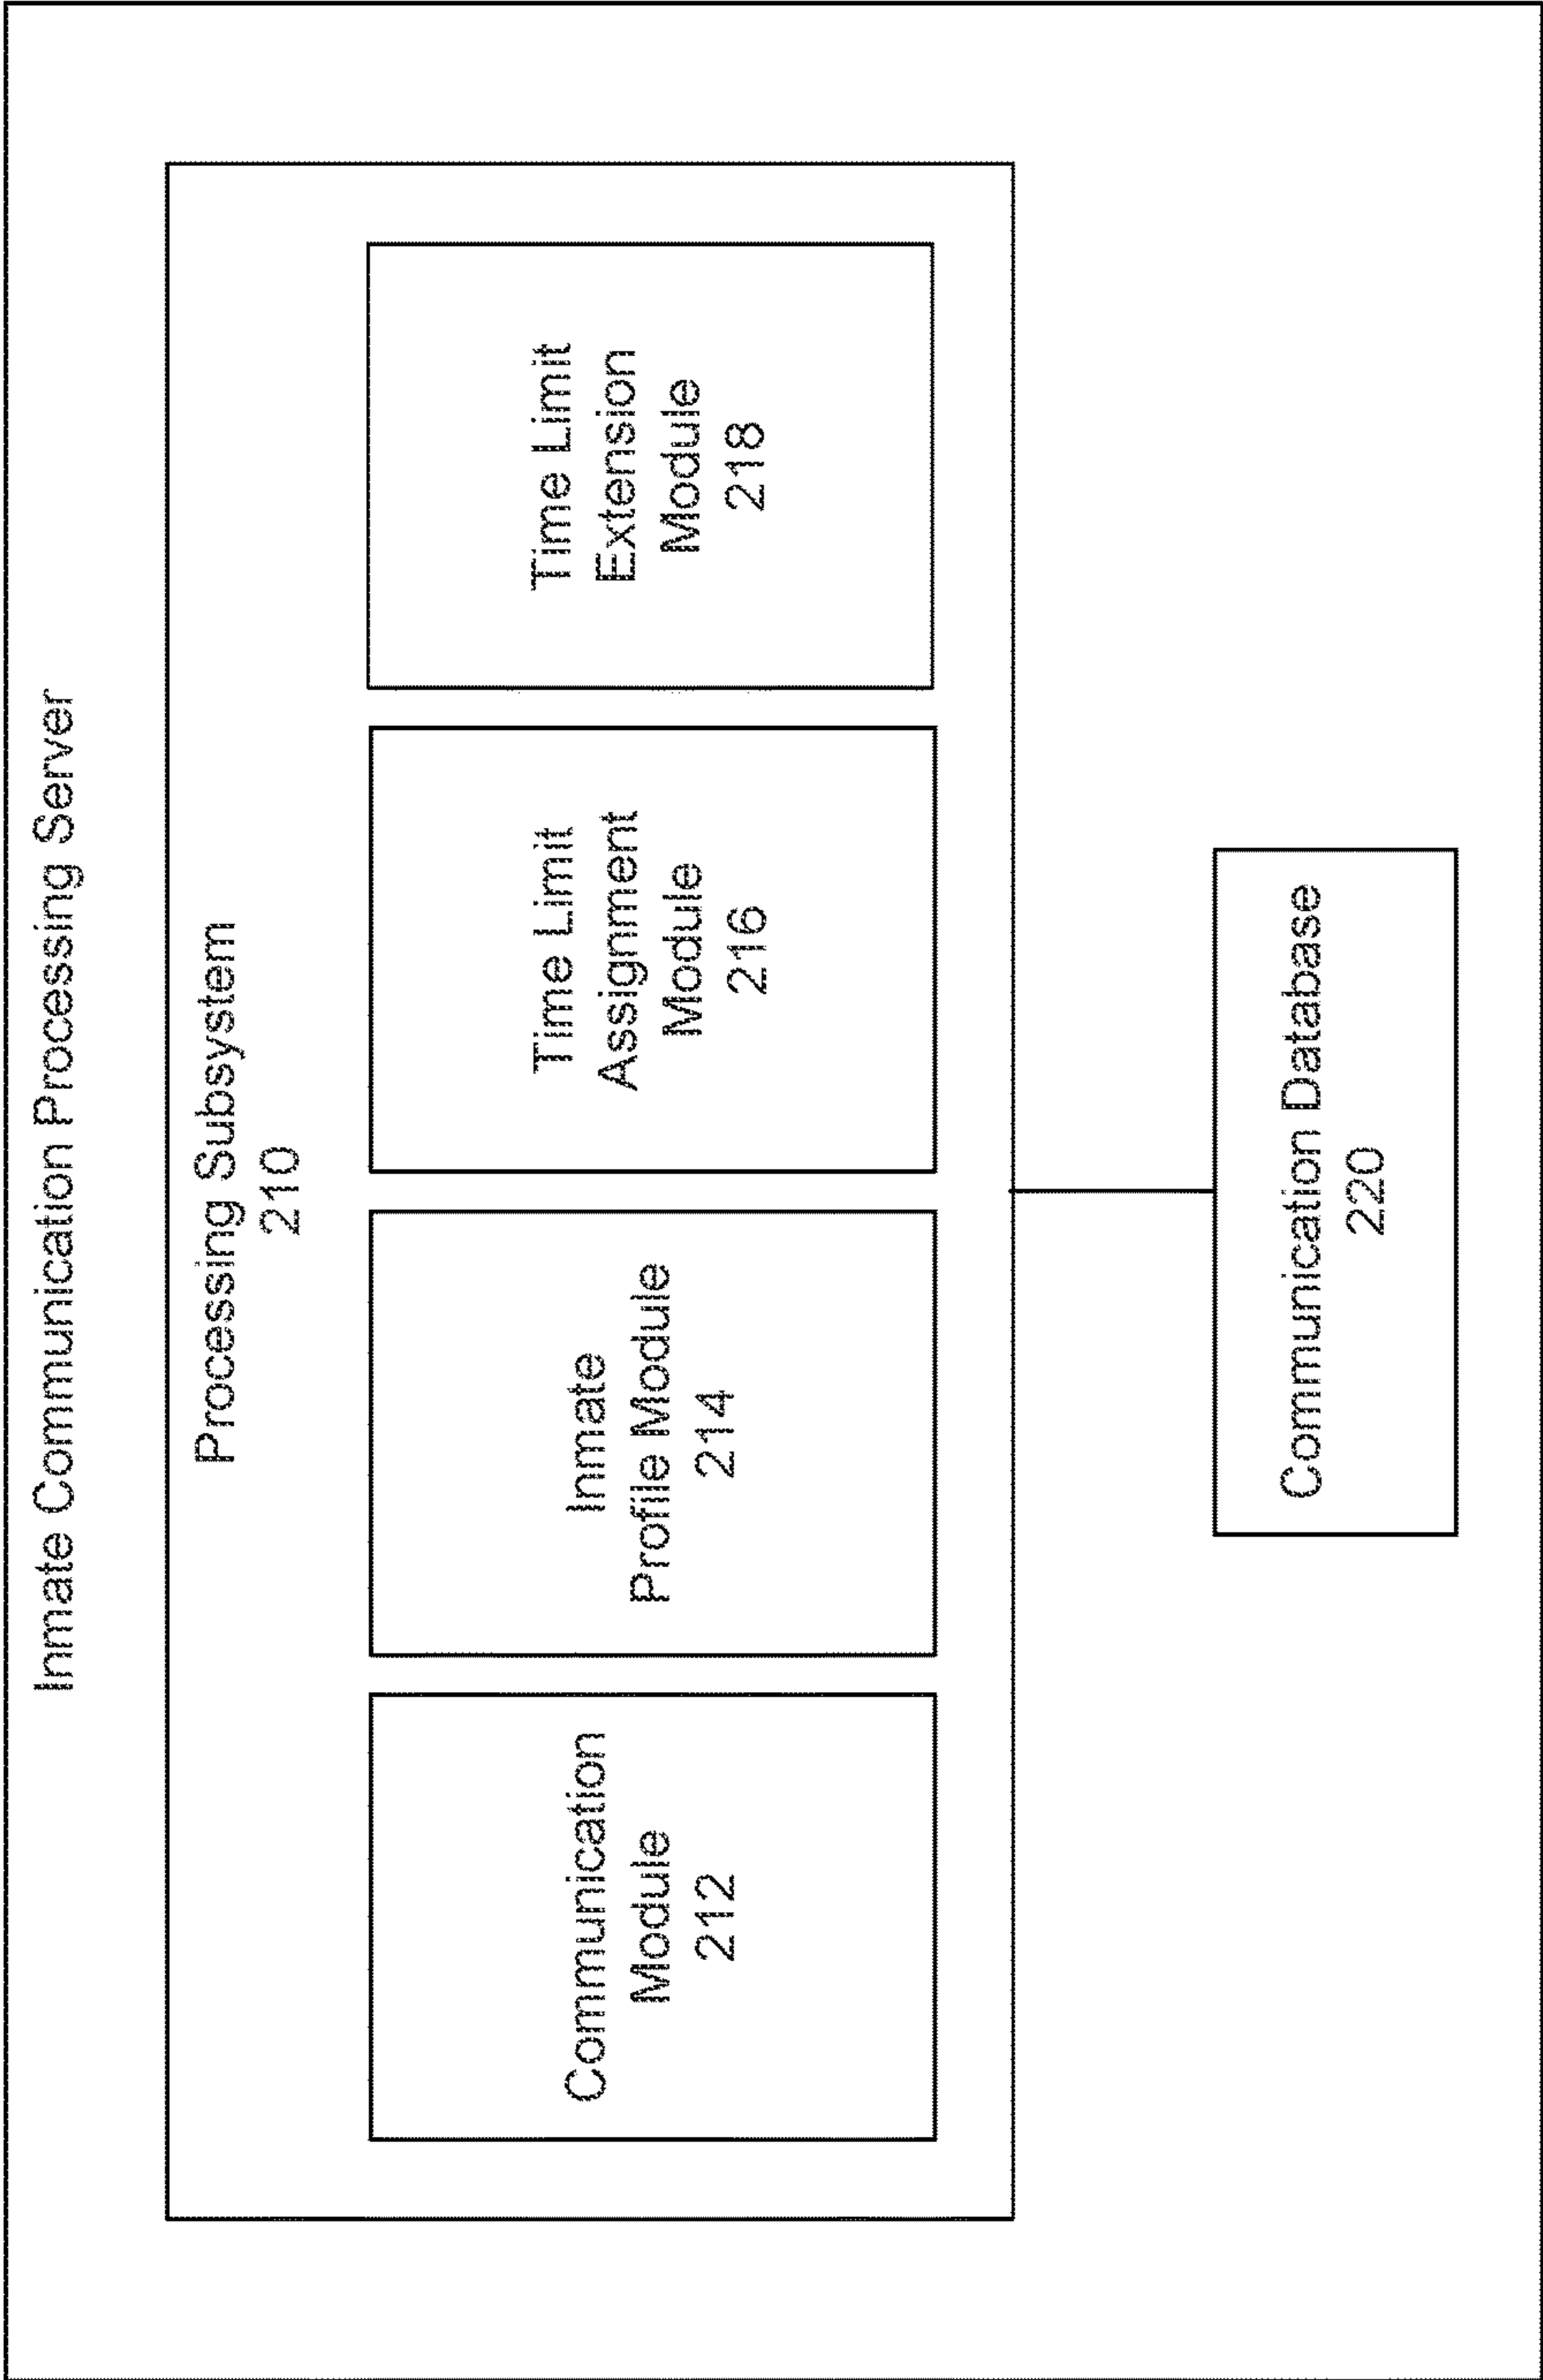 Inmate Communication Processing Server
Processing Subsystem
210
Communication
Module
212
Inmate
Profile Module
214
Time Limit
Assignment
Module
216
Time Limit
Extension
Module
218
Communication Database
220